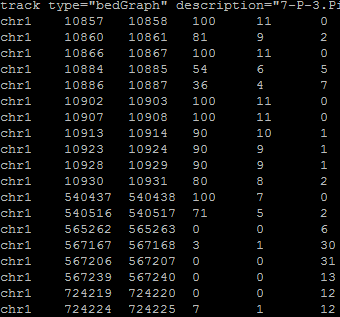 track type="bedGraph" description="7-P-3.Pi
chr1 10857 10858 100 11 0
chr1 10860 10861 81 9 2
chr1 10866 10867 100 11 0
chr1 10884 10885 54 6 5
chr1 10886 10887 36 4 7
chr1 10902 10903 100 11 0
chr1 10907 10908 100 11 0
chr1 10913 10914 90 10 1
chr1 10923 10924 90 9 1
chr1 10928 10929 90 9 1
chr1 10930 10931 80 8 2
chr1 540437 540438 100 7 0
chr1 540516 540517 71 5 2
chr1 565262 565263 0 0 6
chr1 567167 567168 3 1 30
chr1 567206 567207 0 0 31
chr1 567239 567240 0 0 13
chr1 724219 724220 0 0 12
chr1 724224 724225 7 1 12